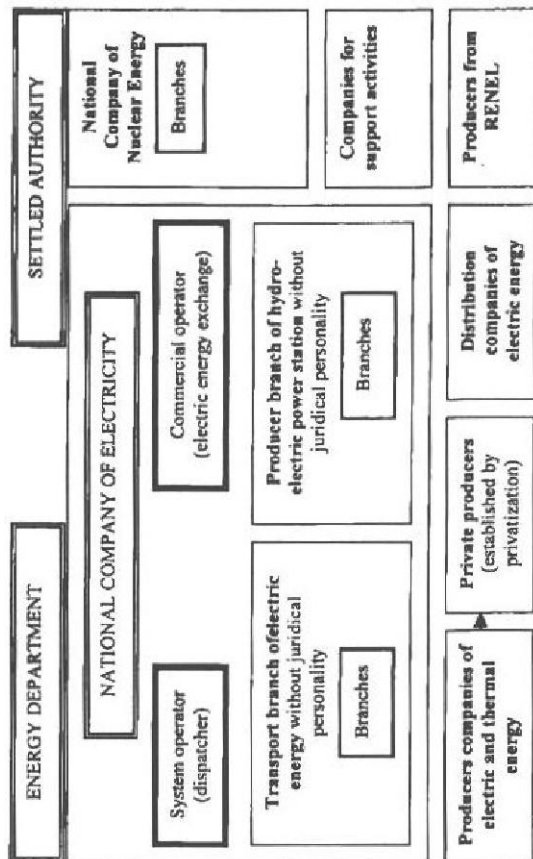 ENERGY DEPARTMENT
SETTLED AUTHORITY
NATIONAL COMPANY OF ELECTRICITY
System operator
(dispatcher)
Commercial operator
(electric energy exchange)
Transport branch ofelectric
energy without juridical
personality
Branches
Producer branch of hydro-
electric power station without
juridical personality
Branches
National
Company of
Nuclear Energy
Branches
Companies for
support activities
Producers companies of
electric and thermal
energy
Private producers
(established by
privatization)
Distribution
companies of
electric energy
Producers from
RENEL